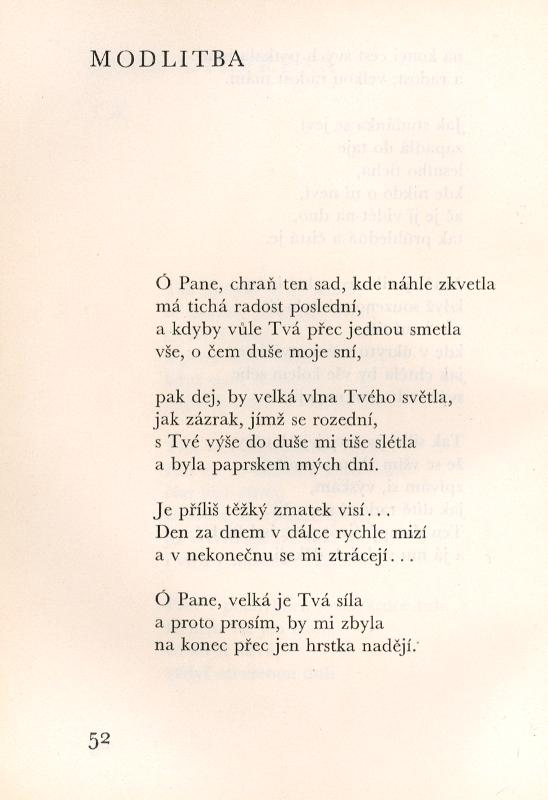 MODLITBA
Ó Pane, chraň ten sad, kde náhle zkvetla
má tichá radost poslední,
a kdyby vůle Tvá přec jednou smetla
vše, o čem duše moje sní,
pak dej, by velká vlna Tvého světla,
jak zázrak, jímž se rozední,
s Tvé výše do duše mi tiše slétla
a byla paprskem mých dní.
Je příliš těžký zmatek visí...
Den za dnem v dálce rychle mizí
a v nekonečnu se mi ztrácejí...
Ó Pane, velká je Tvá síla
a proto prosím, by mi zbyla
na konec přec jen hrstka nadějí.
52